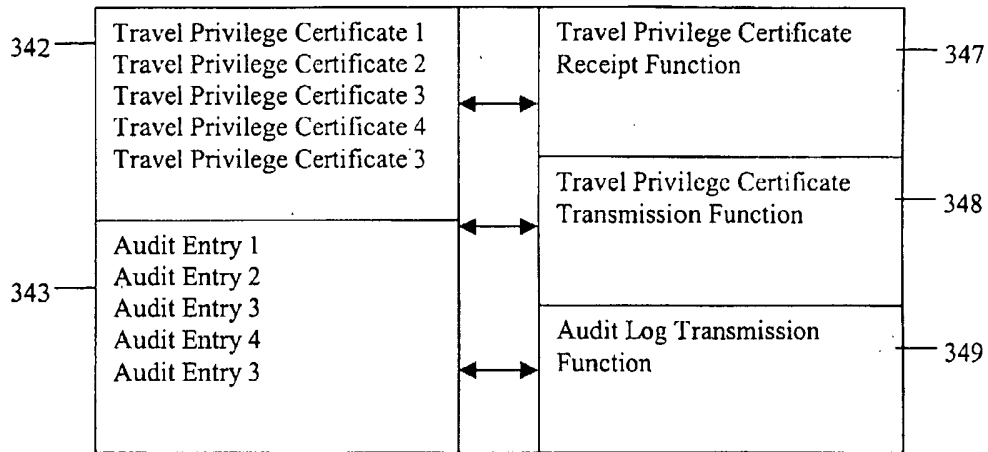 342
Travel Privilege Certificate 1
Travel Privilege Certificate 2
Travel Privilege Certificate 3
Travel Privilege Certificate 4
Travel Privilege Certificate 3
343
Audit Entry 1
Audit Entry 2
Audit Entry 3
Audit Entry 4
Audit Entry 3
Travel Privilege Certificate
Receipt Function
347
Travel Privilege Certificate
Transmission Function
348
Audit Log Transmission
Function
349